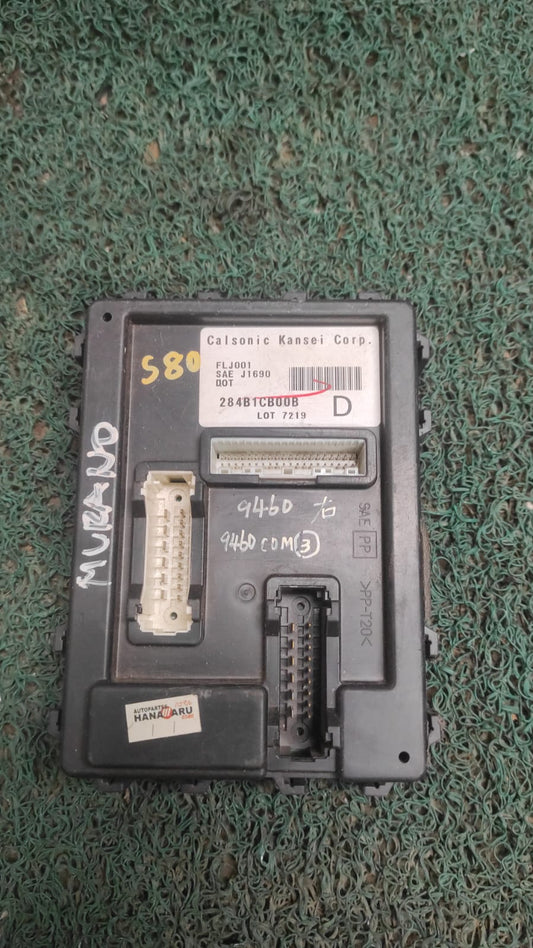 Calsonic Kansei Corp.
FLJ001
SAE J1690
DOT
284B1CB00B
LOT 7219
D
S80
MURANO
9460 右
9460 COM ③
SAE PP
>PP-T20<
AUTOPARTS
HANAMARU